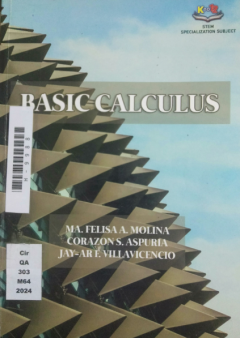 STEM
SPECIALIZATION SUBJECT
BASIC CALCULUS
MA. FELISA A. MOLINA
CORAZON S. ASPURIA
JAY-AR E VILLAVICENCIO
Cir
QA
303
M64
2024